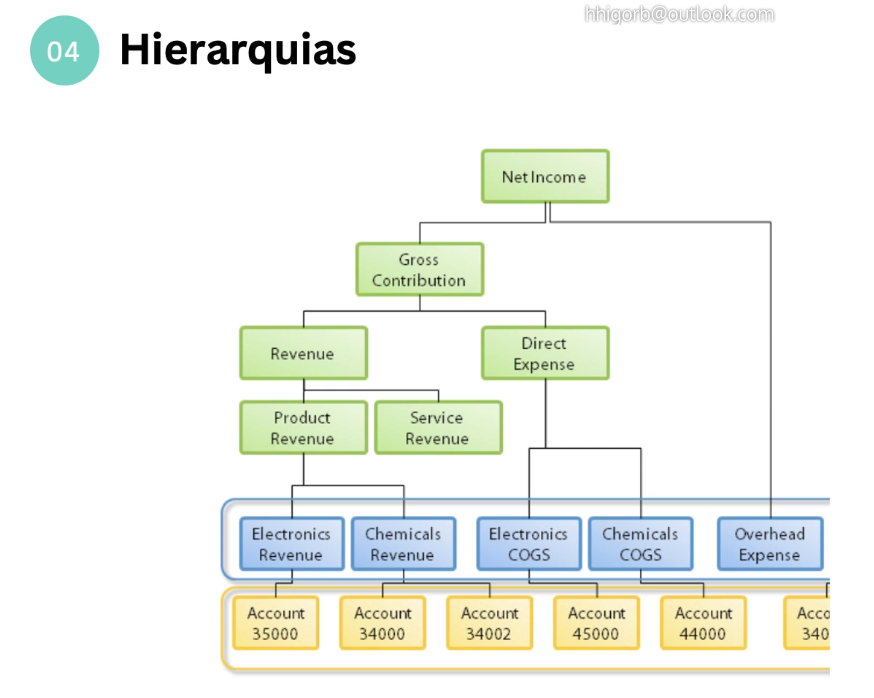 hhigorb@outlook.com
04
Hierarquias
Net Income
Gross
Contribution
Revenue
Direct
Expense
Product
Revenue
Service
Revenue
Electronics
Revenue
Chemicals
Revenue
Electronics
COGS
Chemicals
COGS
Overhead
Expense
Account
35000
Account
34000
Account
34002
Account
45000
Account
44000
Acco
340